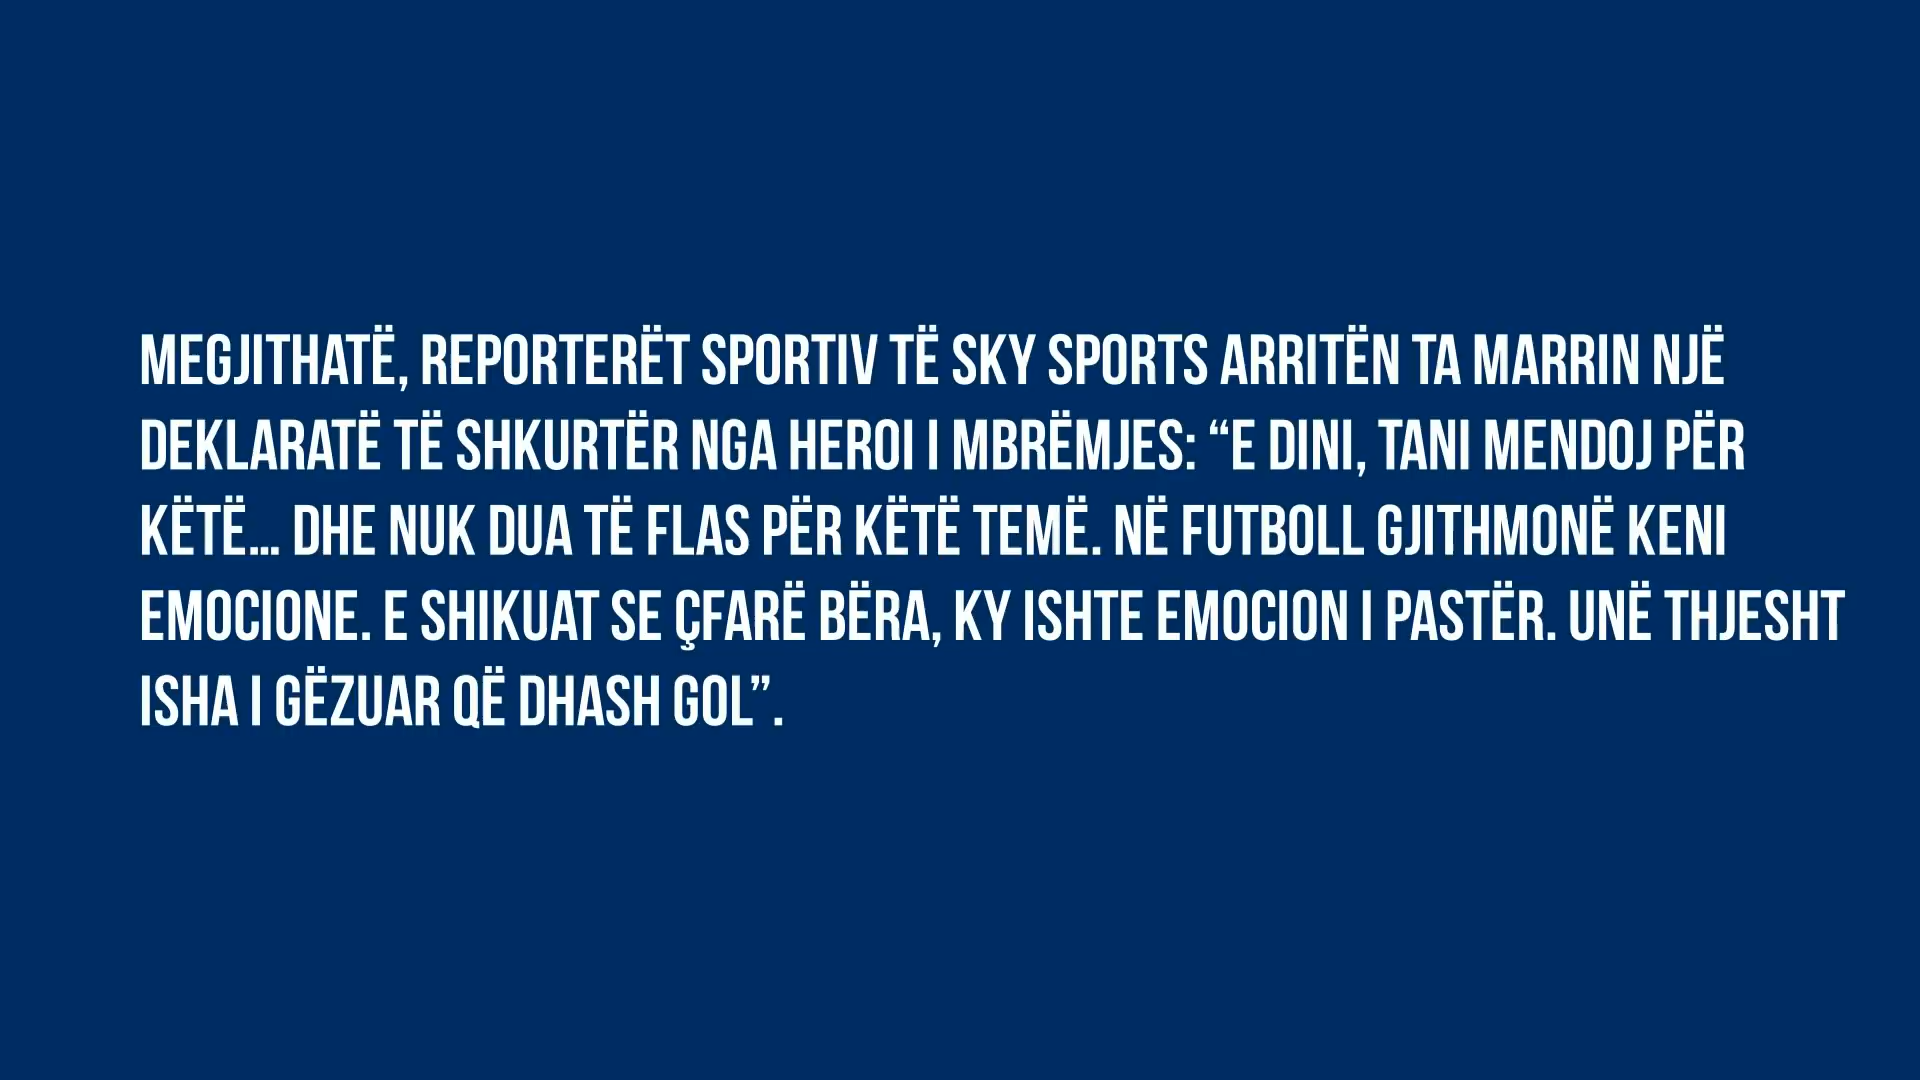 MEGJITHATË, REPORTERËT SPORTIV TË SKY SPORTS ARRITËN TA MARRIN NJË
DEKLARATË TË SHKURTËR NGA HEROI I MBRËMJES: “E DINI, TANI MENDOJ PËR
KËTË… DHE NUK DUA TË FLAS PËR KËTË TEMË. NË FUTBOLL GJITHMONË KENI
EMOCIONE. E SHIKUAT SE ÇFARË BËRA, KY ISHTE EMOCION I PASTËR. UNË THJESHT
ISHA I GËZUAR QË DHASH GOL”.